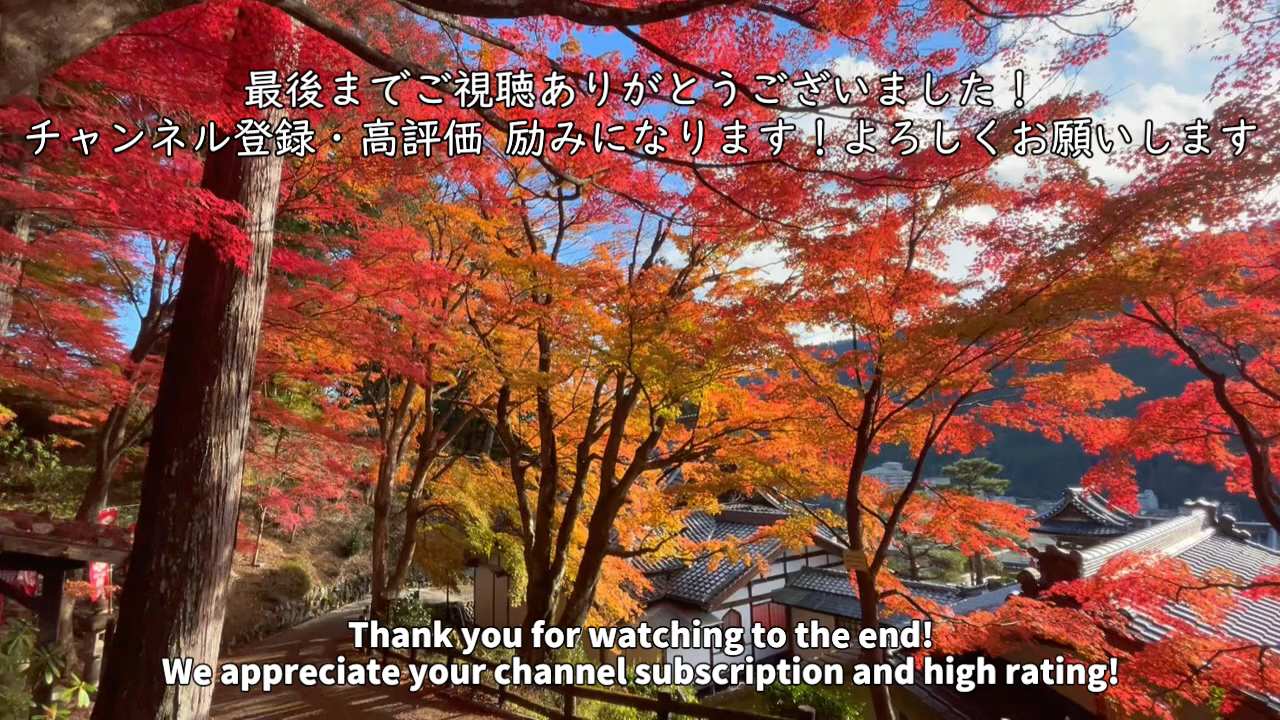 最後までご視聴ありがとうございました！
チャンネル登録・高評価 励みになります！よろしくお願いします
Thank you for watching to the end!
We appreciate your channel subscription and high rating!